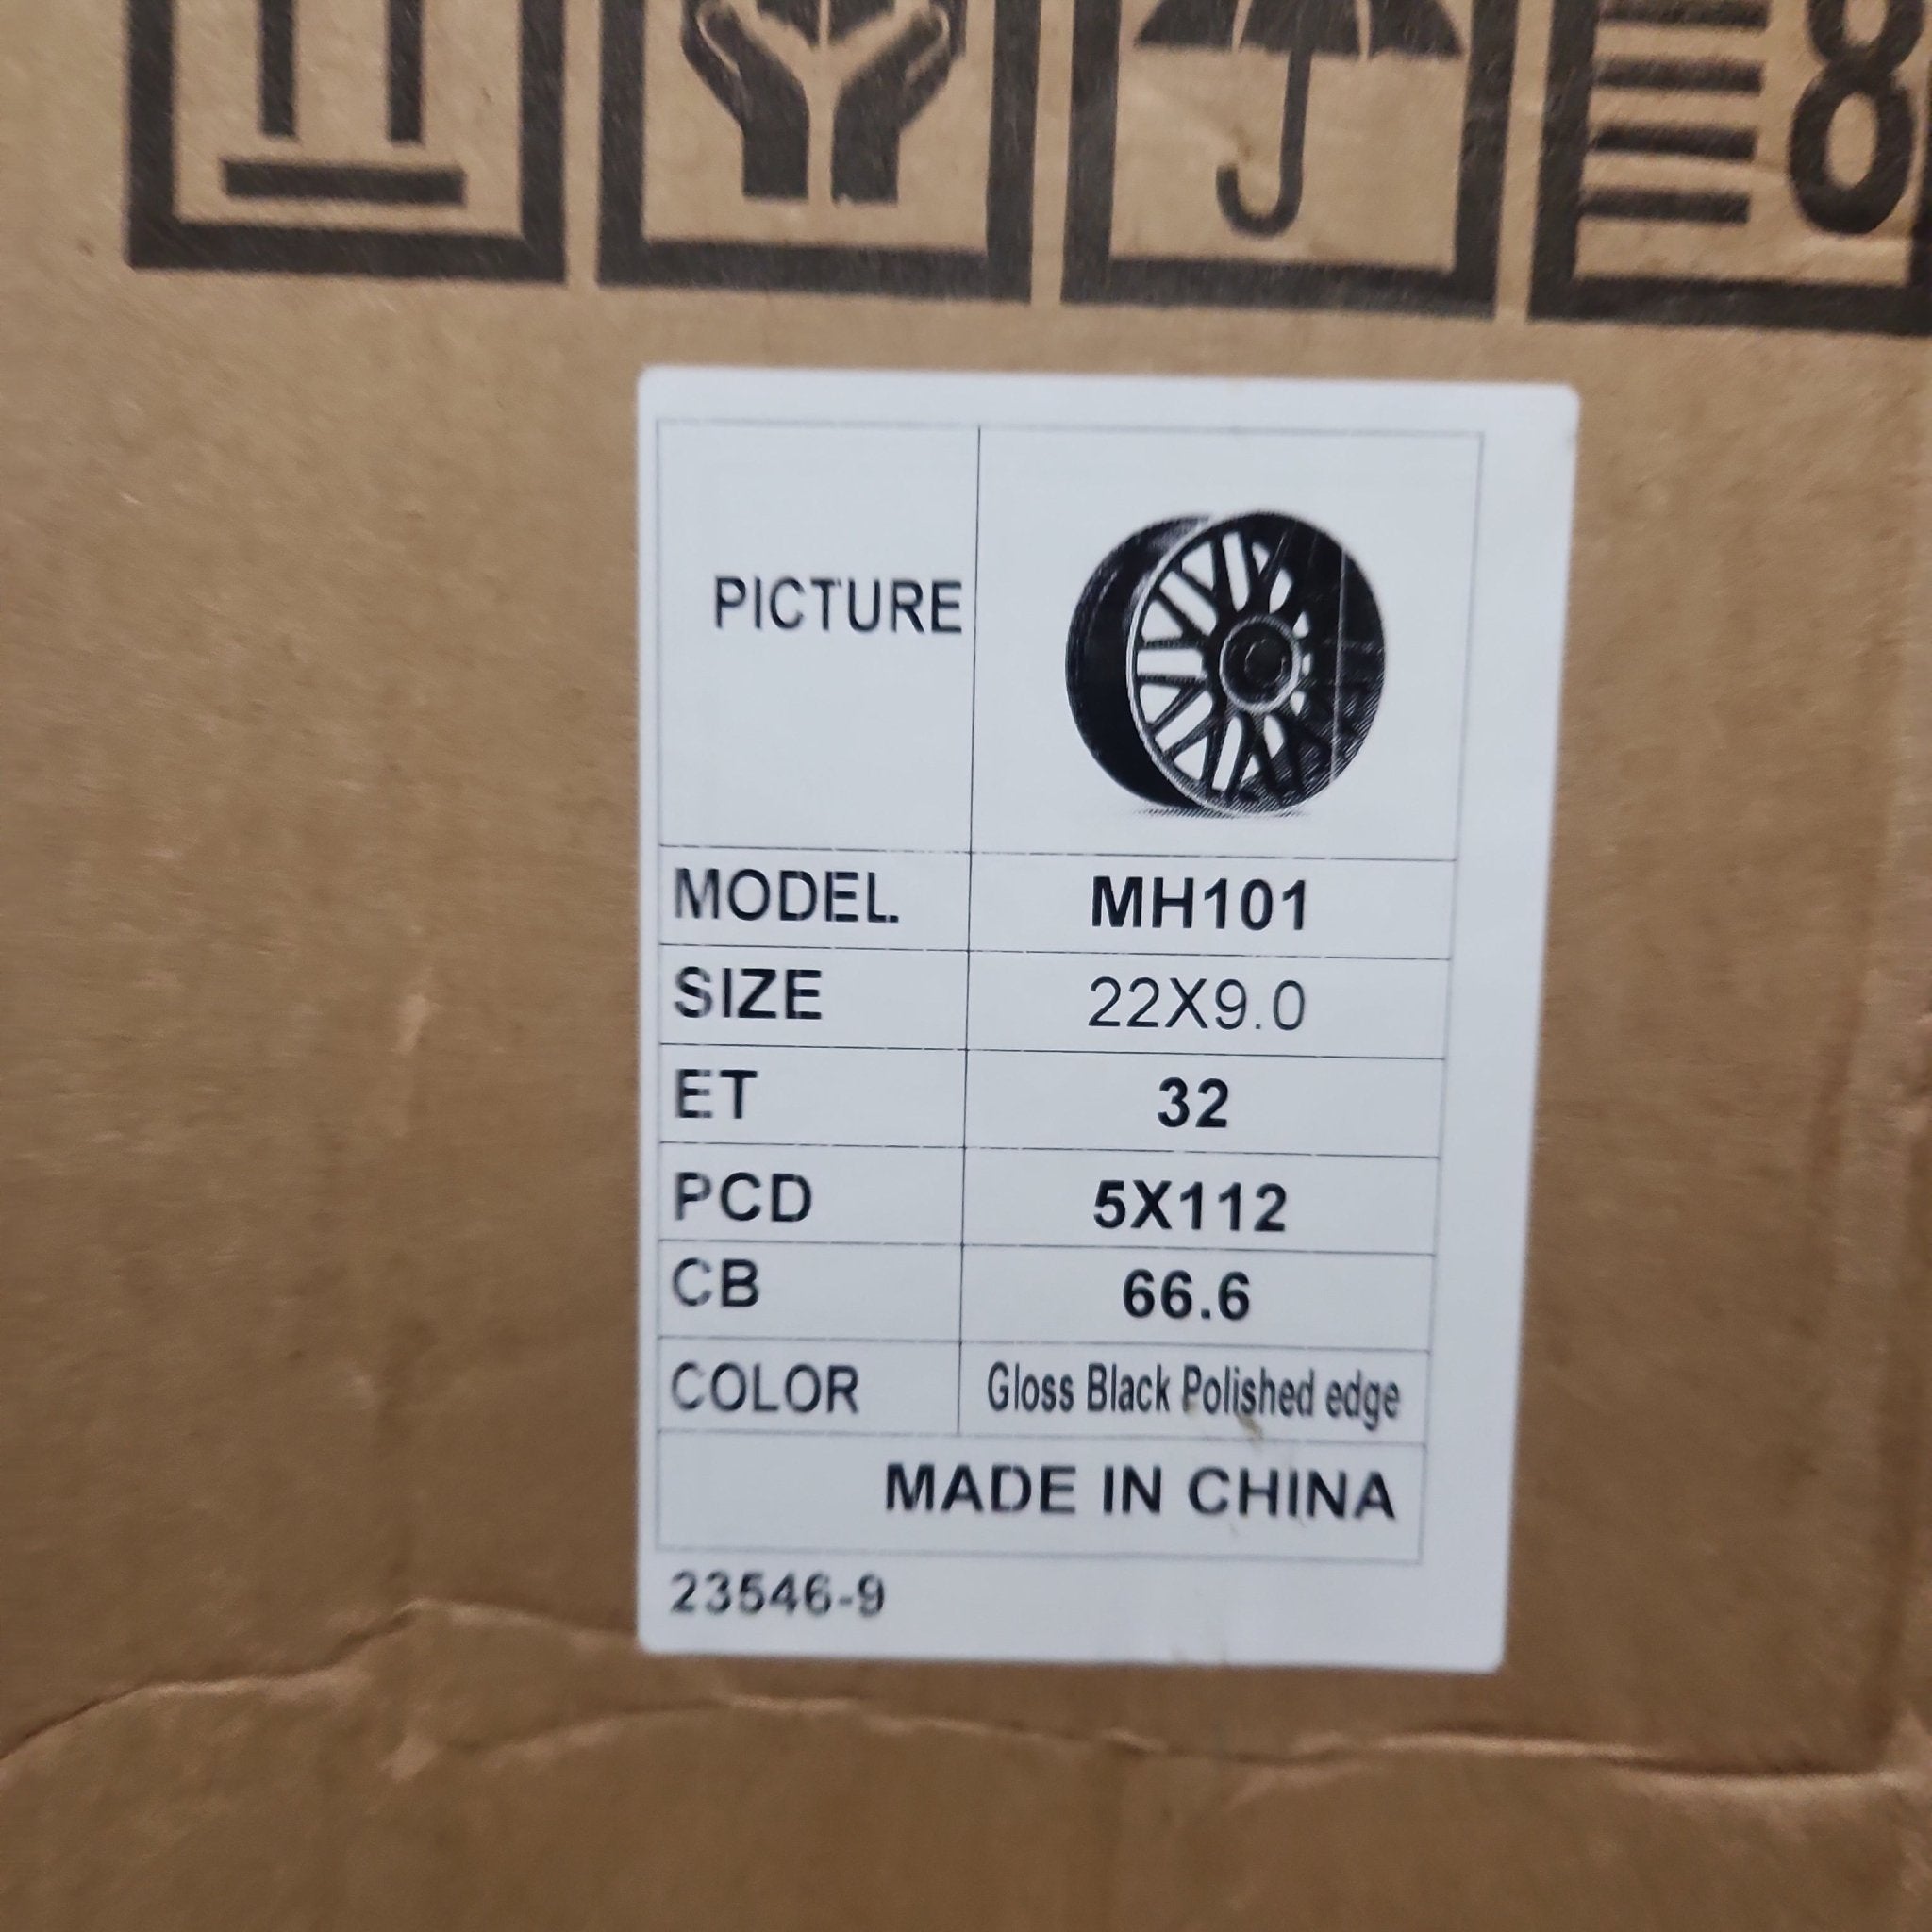 PICTURE
MODEL MH101
SIZE 22X9.0
ET 32
PCD 5X112
CB 66.6
COLOR Gloss Black Polished edge
MADE IN CHINA
23546-9